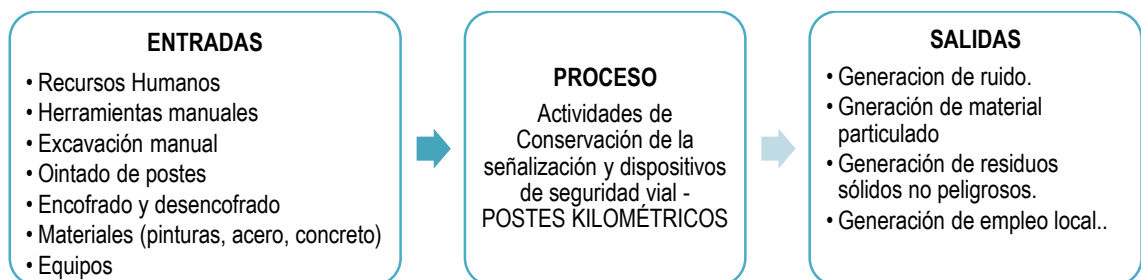 ENTRADAS
• Recursos Humanos
• Herramientas manuales
• Excavación manual
• Ointado de postes
• Encofrado y desencofrado
• Materiales (pinturas, acero, concreto)
• Equipos
PROCESO
Actividades de
Conservación de la
señalización y dispositivos
de seguridad vial -
POSTES KILOMÉTRICOS
SALIDAS
• Generacion de ruido.
• Gneración de material
particulado
• Generación de residuos
sólidos no peligrosos.
• Generación de empleo local..